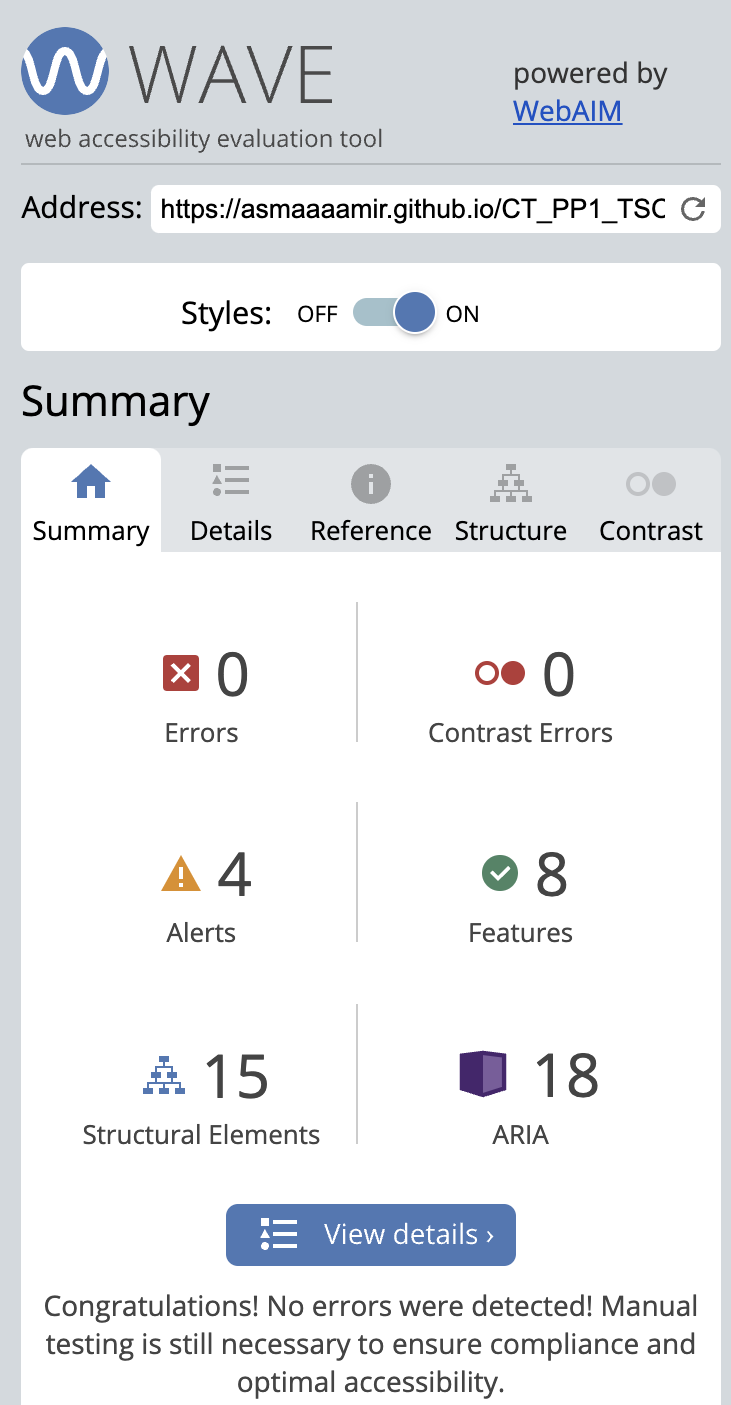 WAVE
powered by
WebAIM
web accessibility evaluation tool
Address: https://asmaaaamir.github.io/CT_PP1_TSC
Styles: OFF ON
Summary
Summary Details Reference Structure Contrast
0 0
Errors Contrast Errors
4 8
Alerts Features
15 18
Structural Elements ARIA
View details ›
Congratulations! No errors were detected! Manual
testing is still necessary to ensure compliance and
optimal accessibility.